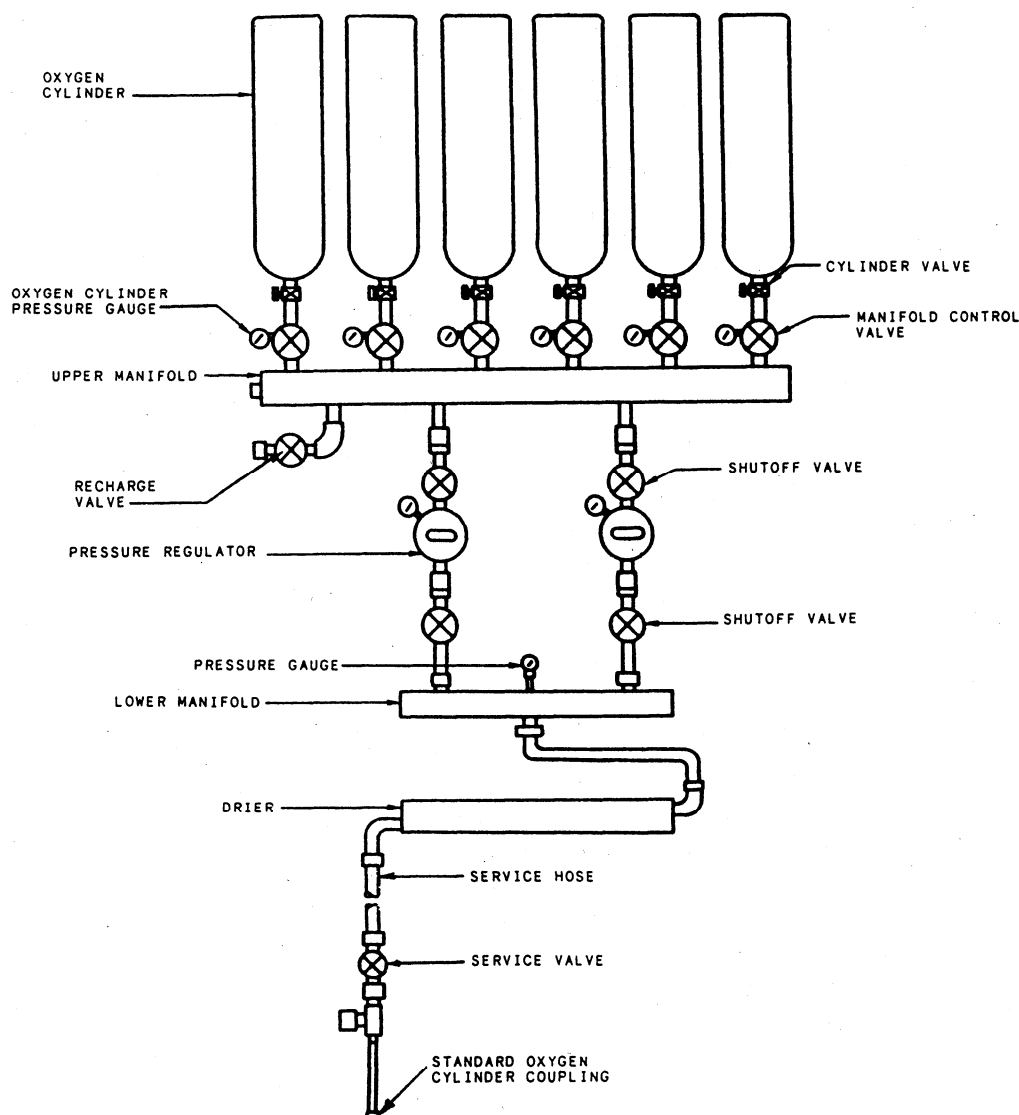 OXYGEN
CYLINDER
CYLINDER VALVE
OXYGEN CYLINDER
PRESSURE GAUGE
MANIFOLD CONTROL
VALVE
UPPER MANIFOLD
RECHARGE
VALVE
SHUTOFF VALVE
PRESSURE REGULATOR
SHUTOFF VALVE
PRESSURE GAUGE
LOWER MANIFOLD
DRIER
SERVICE HOSE
SERVICE VALVE
STANDARD OXYGEN
CYLINDER COUPLING